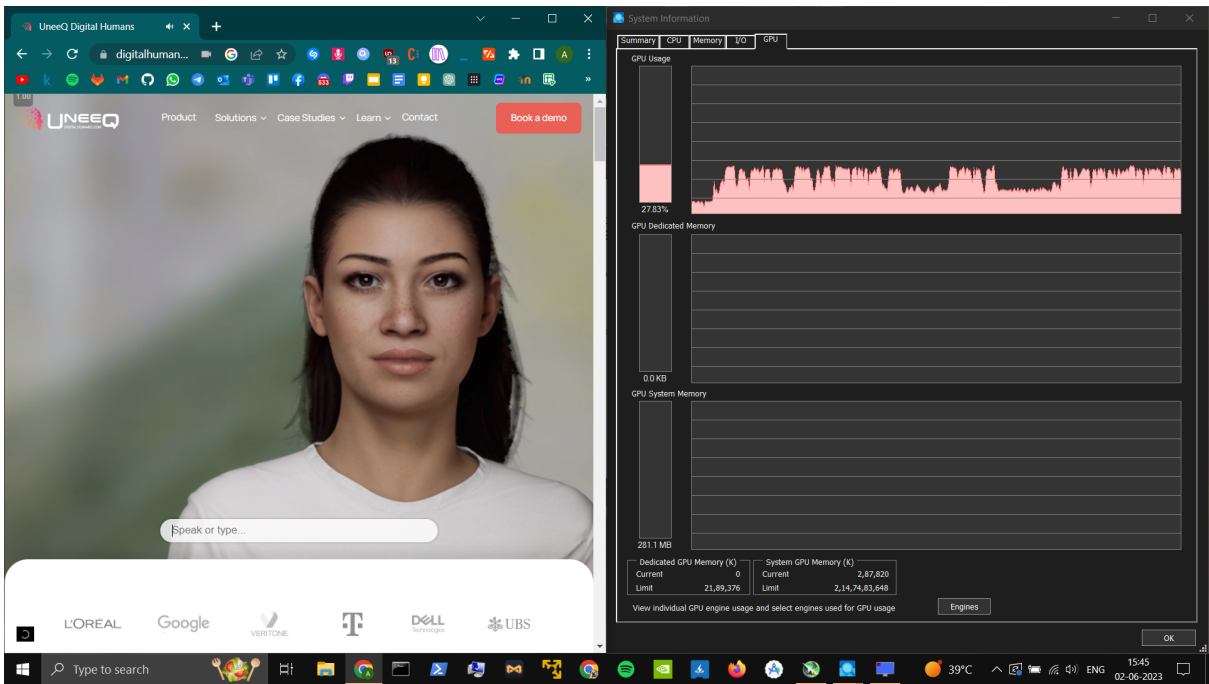 UneeQ Digital Humans
digitalhuman...
13
633
1.00
UNEEQ
Product Solutions Case Studies Learn Contact Book a demo
Speak or type...
L'ORÉAL Google VERITONE T DELL Technologies UBS
System Information
Summary CPU Memory I/O GPU
GPU Usage
27.83%
GPU Dedicated Memory
0.0 KB
GPU System Memory
281.1 MB
Dedicated GPU Memory (K)
Current 0
Limit 21,89,376
System GPU Memory (K)
Current 2,87,820
Limit 2,14,74,83,648
View individual GPU engine usage and select engines used for GPU usage
Engines
OK
Type to search
39°C
ENG
15:45
02-06-2023